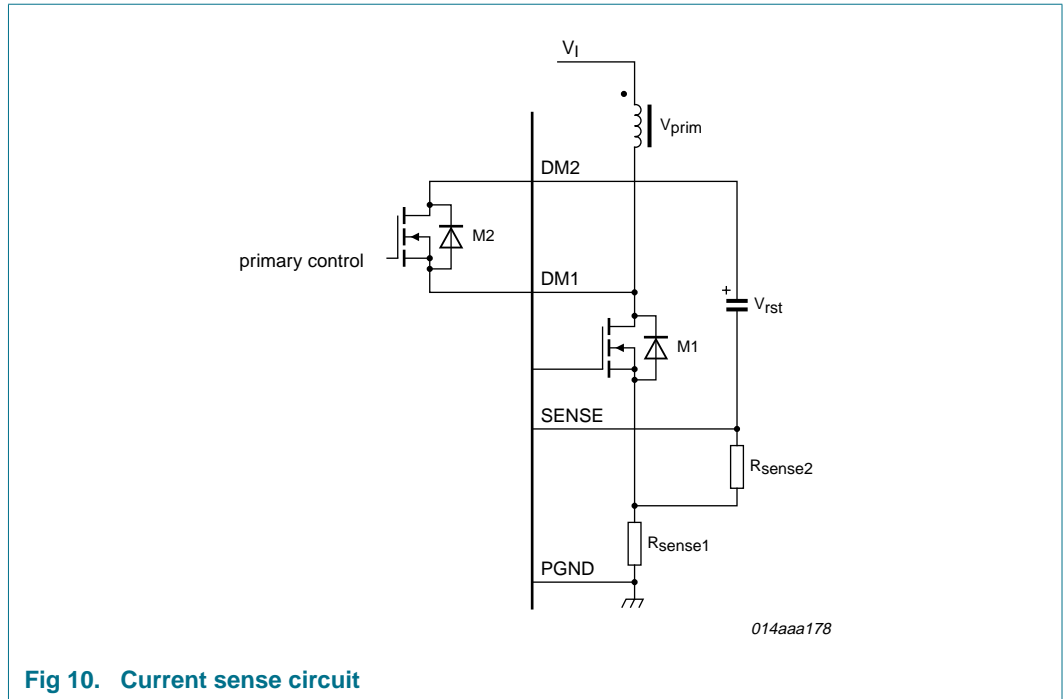 VI
Vprim
DM2
M2
primary control
DM1
+
Vrst
M1
SENSE
Rsense2
Rsense1
PGND
014aaa178
Fig 10. Current sense circuit